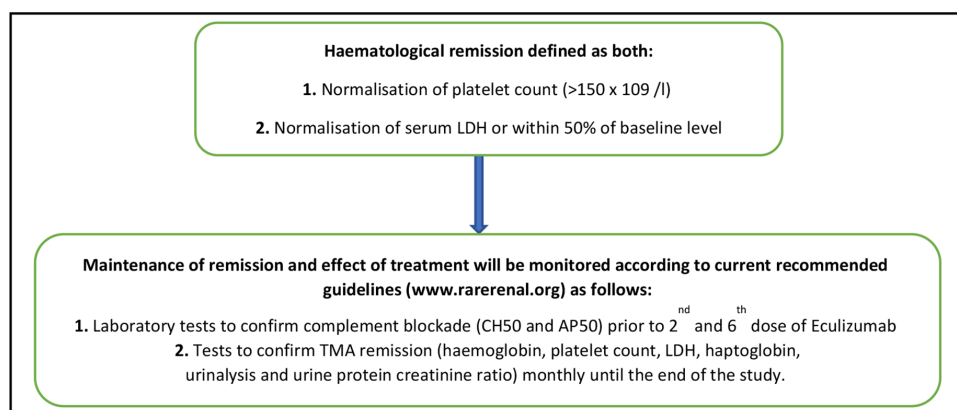 Haematological remission defined as both:
1. Normalisation of platelet count (>150 x 109 /l)
2. Normalisation of serum LDH or within 50% of baseline level
Maintenance of remission and effect of treatment will be monitored according to current recommended
guidelines (www.rarerenal.org) as follows:
1. Laboratory tests to confirm complement blockade (CH50 and AP50) prior to 2nd and 6th dose of Eculizumab
2. Tests to confirm TMA remission (haemoglobin, platelet count, LDH, haptoglobin,
urinalysis and urine protein creatinine ratio) monthly until the end of the study.